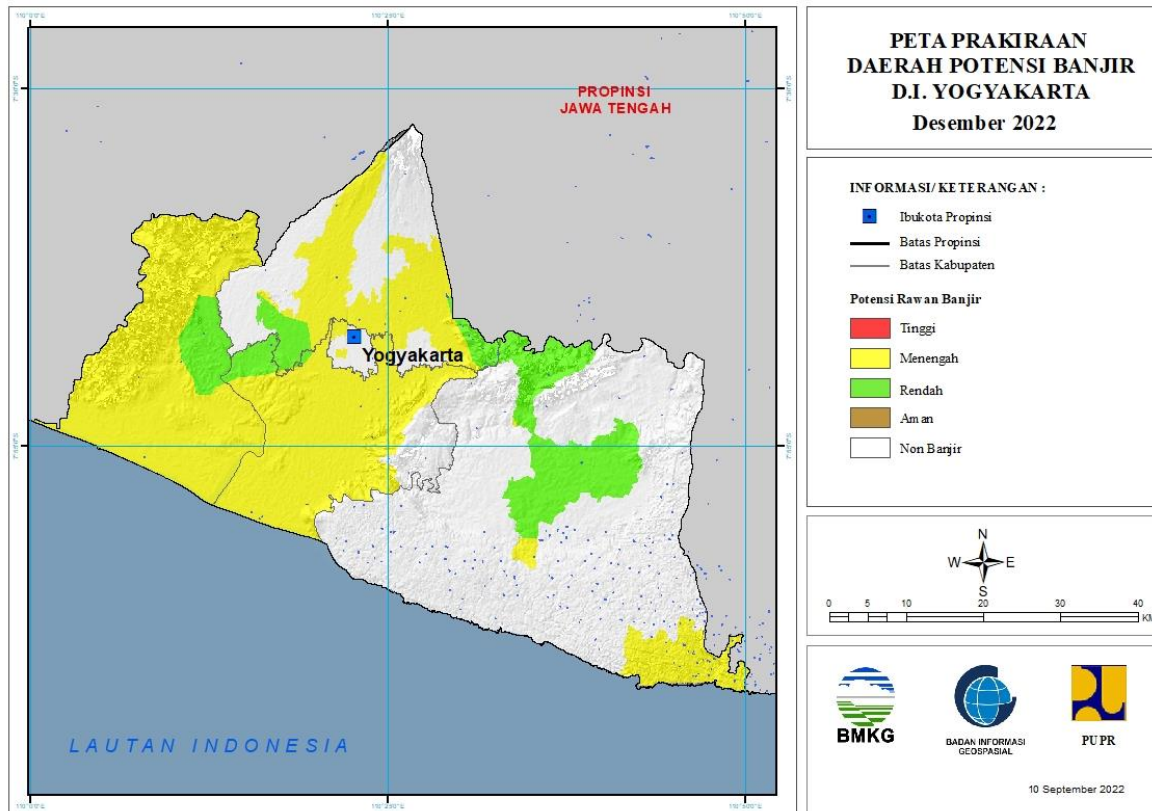 PETA PRAKIRAAN
DAERAH POTENSI BANJIR
D.I. YOGYAKARTA
Desember 2022
PROPINSI
JAWA TENGAH
Yogyakarta
LAUTAN INDONESIA
INFORMASI/ KETERANGAN :
Ibukota Propinsi
Batas Propinsi
Batas Kabupaten
Potensi Rawan Banjir
Tinggi
Menengah
Rendah
Aman
Non Banjir
N
W E
S
0 5 10 20 30 40
KM
BMKG
BADAN INFORMASI
GEOSPASIAL
PUPR
10 September 2022